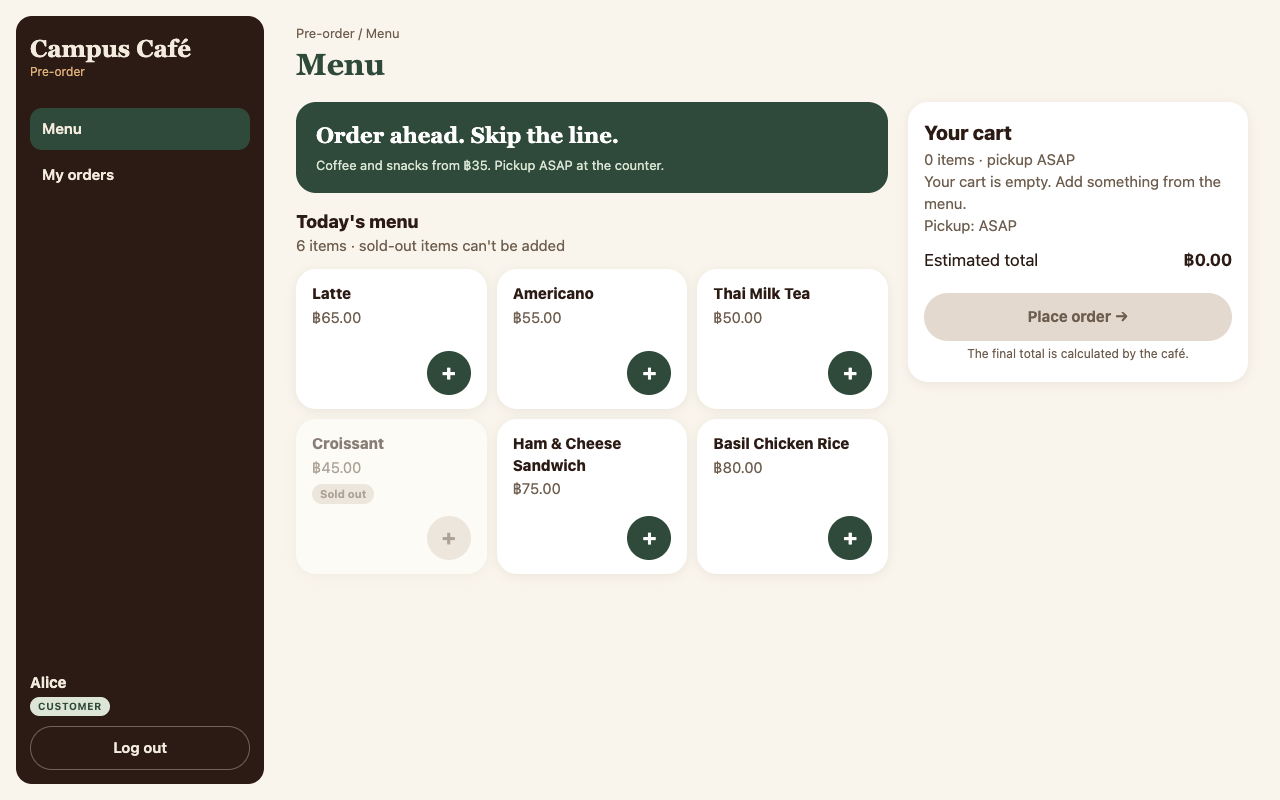 Campus Café
Pre-order
Menu
My orders
Alice
CUSTOMER
Log out
Pre-order / Menu
Menu
Order ahead. Skip the line.
Coffee and snacks from ฿35. Pickup ASAP at the counter.
Today's menu
6 items · sold-out items can't be added
Latte
฿65.00
+
Americano
฿55.00
+
Thai Milk Tea
฿50.00
+
Croissant
฿45.00
Sold out
+
Ham & Cheese
Sandwich
฿75.00
+
Basil Chicken Rice
฿80.00
+
Your cart
0 items · pickup ASAP
Your cart is empty. Add something from the
menu.
Pickup: ASAP
Estimated total ฿0.00
Place order →
The final total is calculated by the café.